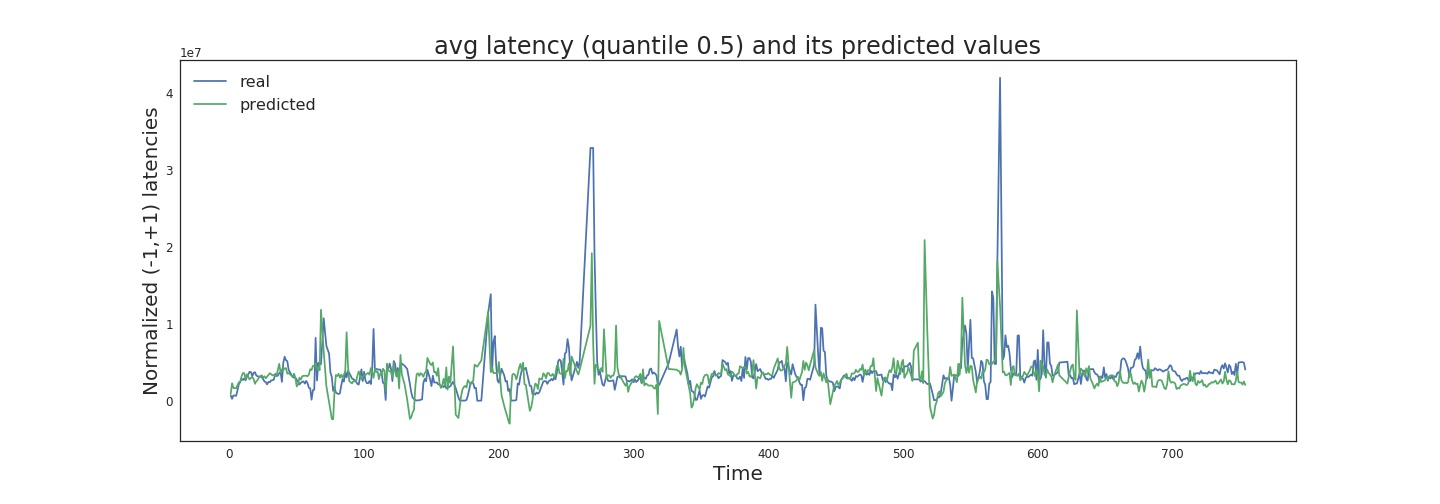 avg latency (quantile 0.5) and its predicted values
1e7
real
predicted
4
3
2
1
0
Normalized (-1,+1) latencies
0 100 200 300 400 500 600 700
Time